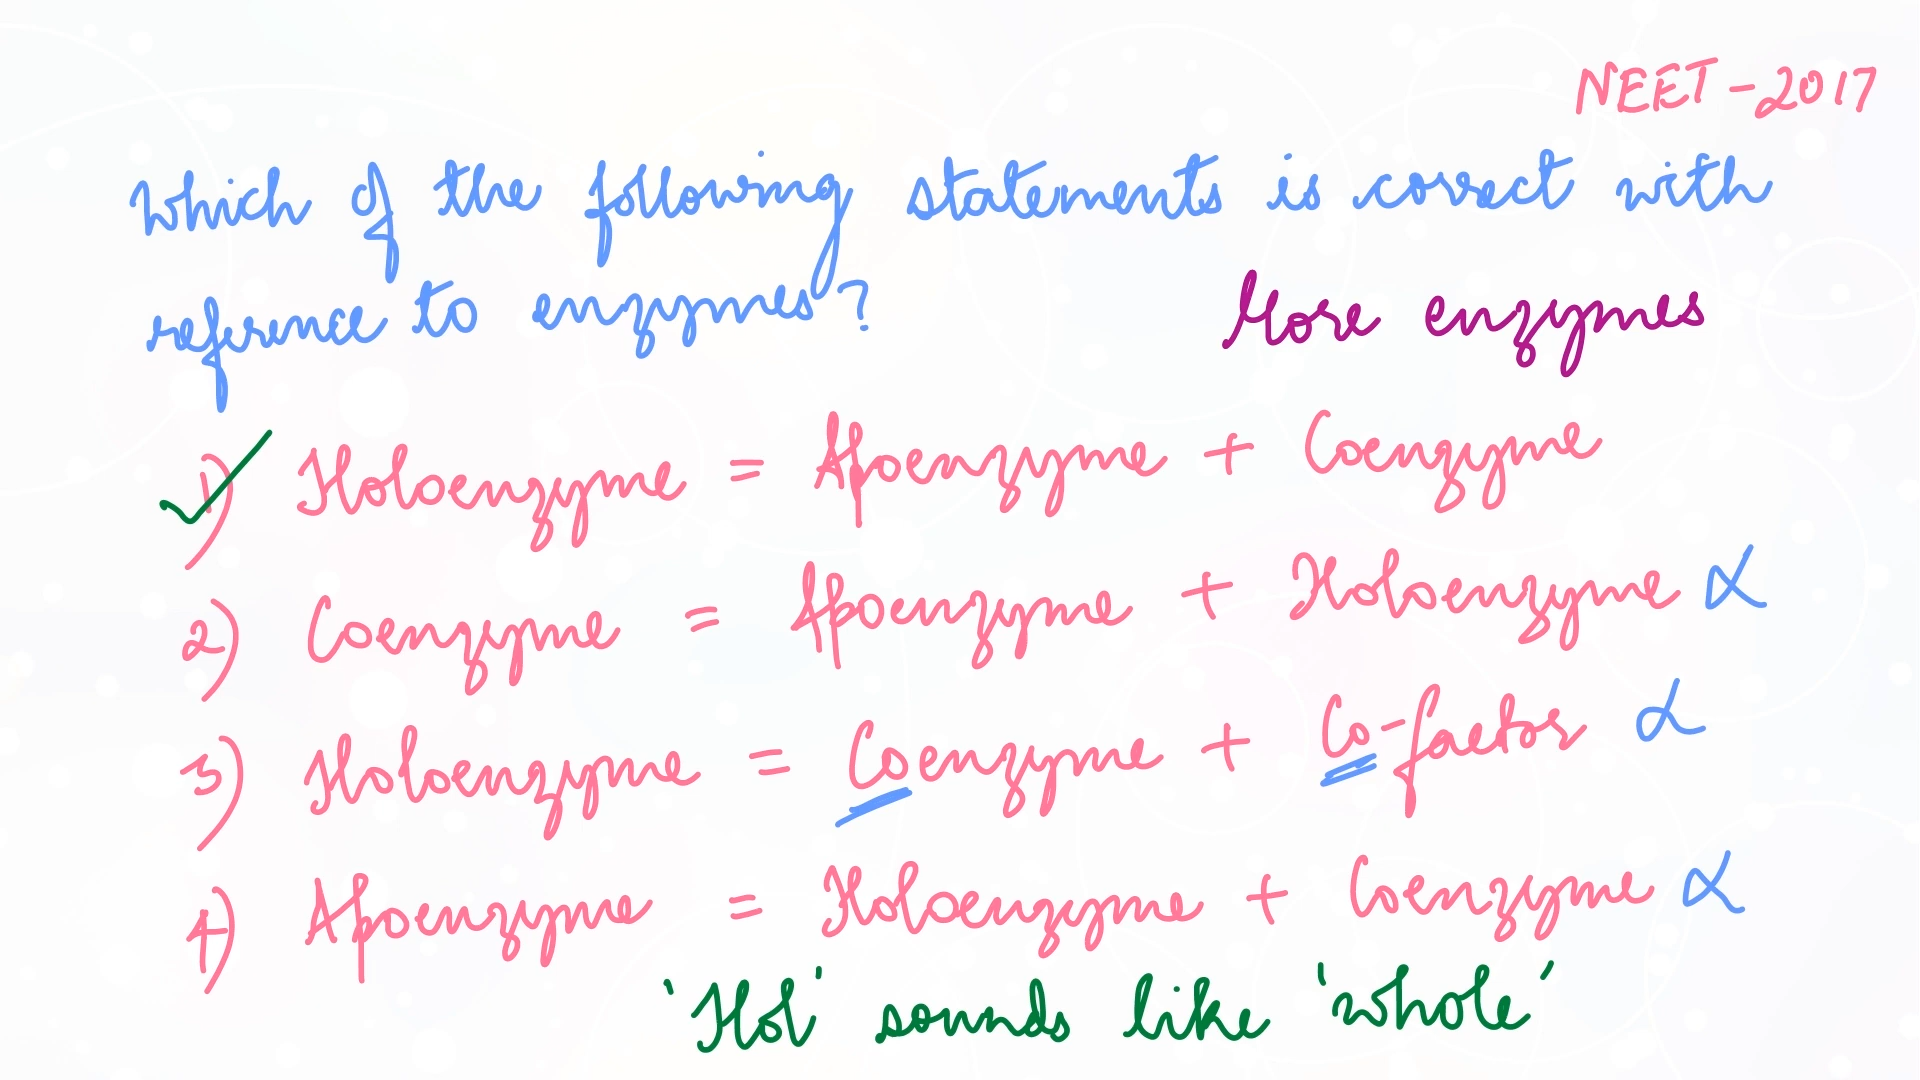 NEET-2017
Which of the following statements is correct with
reference to enzymes?
More enzymes
1) Holoenzyme = Apoenzyme + Coenzyme
2) Coenzyme = Apoenzyme + Holoenzyme
3) Holoenzyme = Coenzyme + Co-factor
4) Apoenzyme = Holoenzyme + Coenzyme
'Hol' sounds like 'whole'